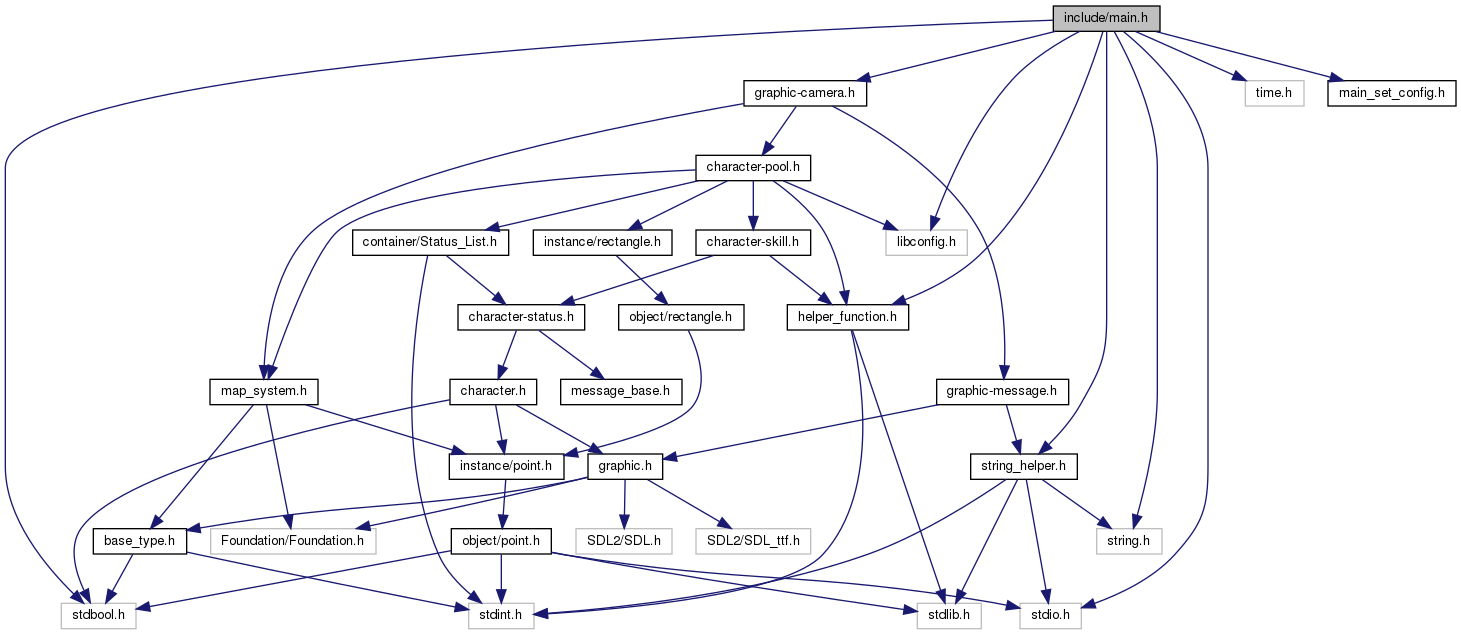 include/main.h
graphic-camera.h
time.h
main_set_config.h
character-pool.h
container/Status_List.h
instance/rectangle.h
character-skill.h
libconfig.h
character-status.h
object/rectangle.h
helper_function.h
map_system.h
character.h
message_base.h
graphic-message.h
instance/point.h
graphic.h
string_helper.h
base_type.h
Foundation/Foundation.h
object/point.h
SDL2/SDL.h
SDL2/SDL_ttf.h
string.h
stdbool.h
stdint.h
stdlib.h
stdio.h